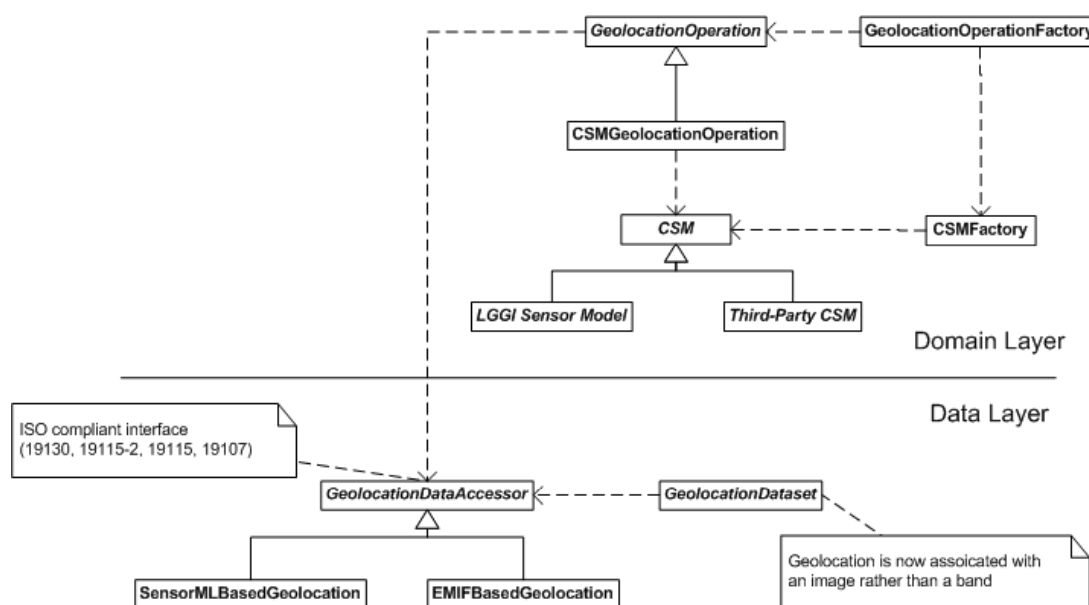 GeolocationOperation
GeolocationOperationFactory
CSMGeolocationOperation
CSM
CSMFactory
LGGI Sensor Model
Third-Party CSM
Domain Layer
Data Layer
ISO compliant interface
(19130, 19115-2, 19115, 19107)
GeolocationDataAccessor
GeolocationDataset
Geolocation is now assoicated with
an image rather than a band
SensorMLBasedGeolocation
EMIFBasedGeolocation